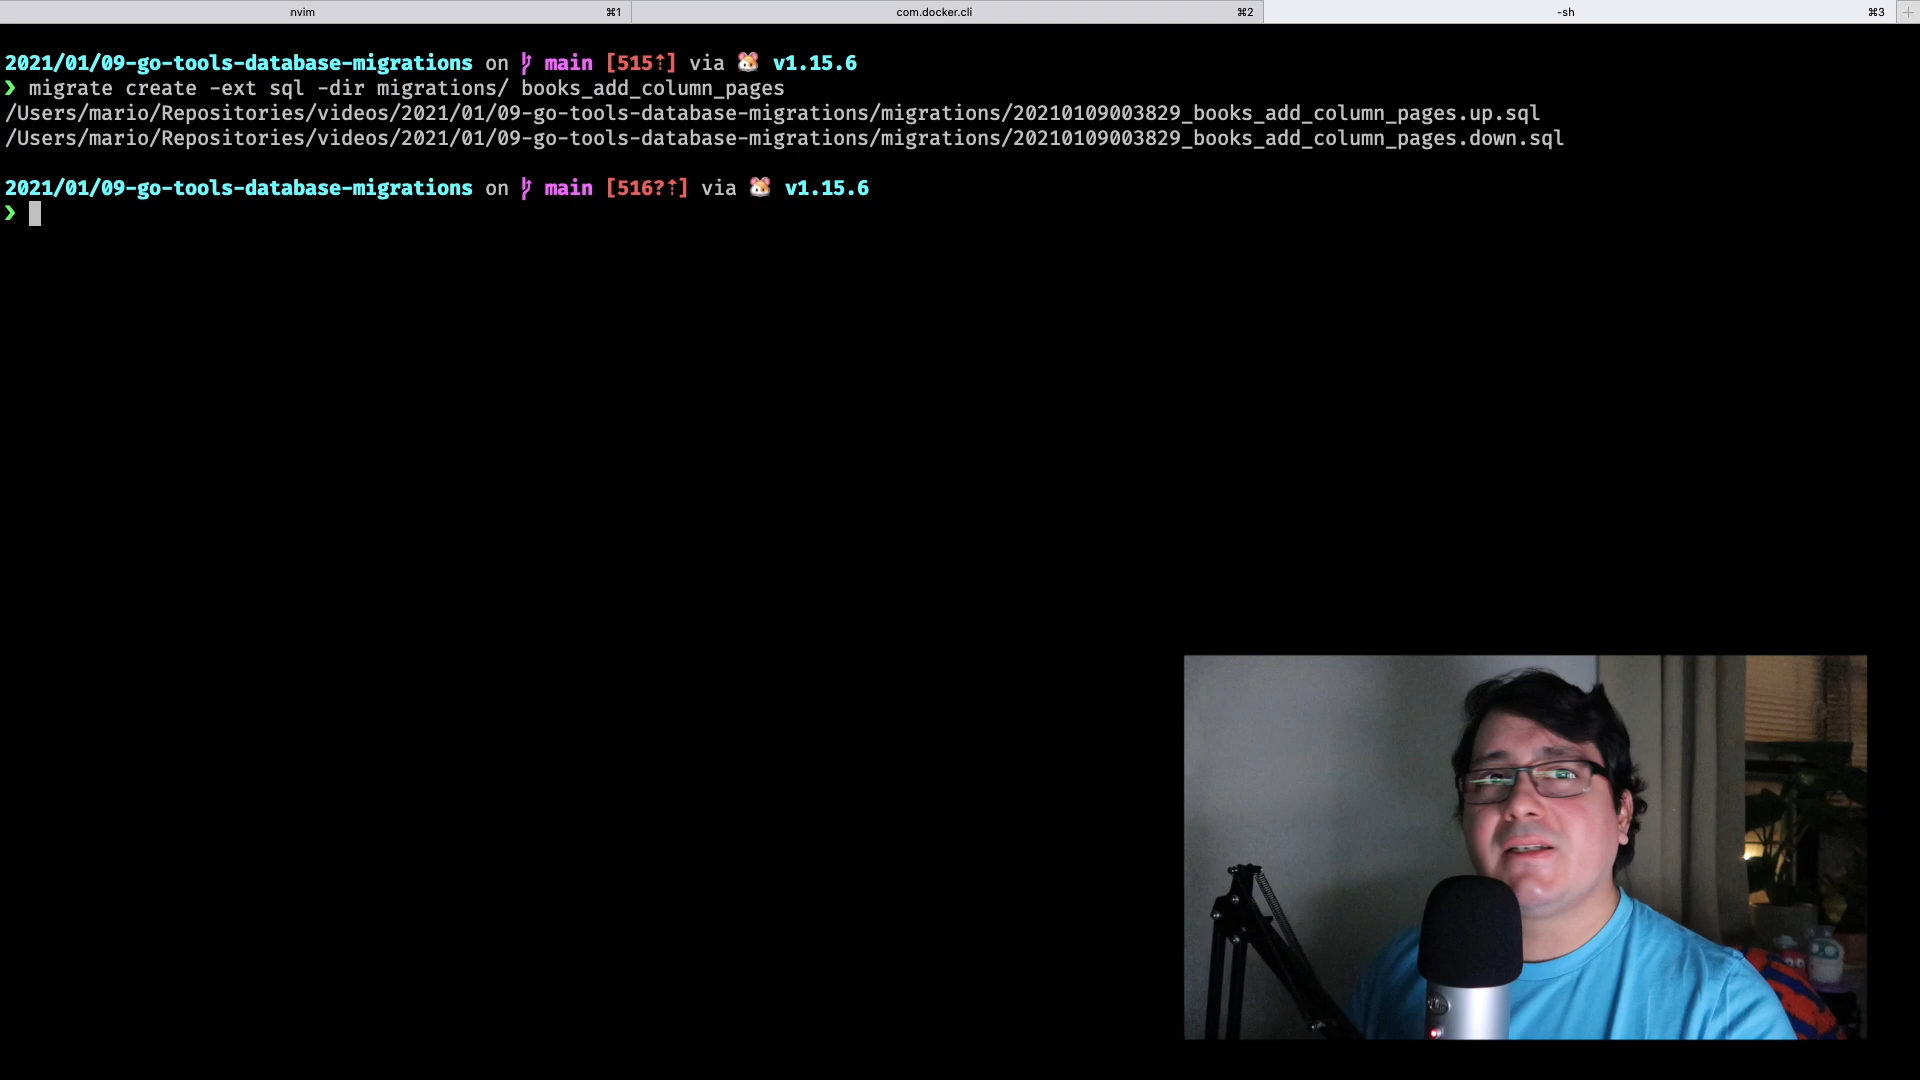 nvim ⌘1 com.docker.cli ⌘2 -sh ⌘3
2021/01/09-go-tools-database-migrations on main [515⇡] via 🐹 v1.15.6
❯ migrate create -ext sql -dir migrations/ books_add_column_pages
/Users/mario/Repositories/videos/2021/01/09-go-tools-database-migrations/migrations/20210109003829_books_add_column_pages.up.sql
/Users/mario/Repositories/videos/2021/01/09-go-tools-database-migrations/migrations/20210109003829_books_add_column_pages.down.sql
2021/01/09-go-tools-database-migrations on main [516?⇡] via 🐹 v1.15.6
❯